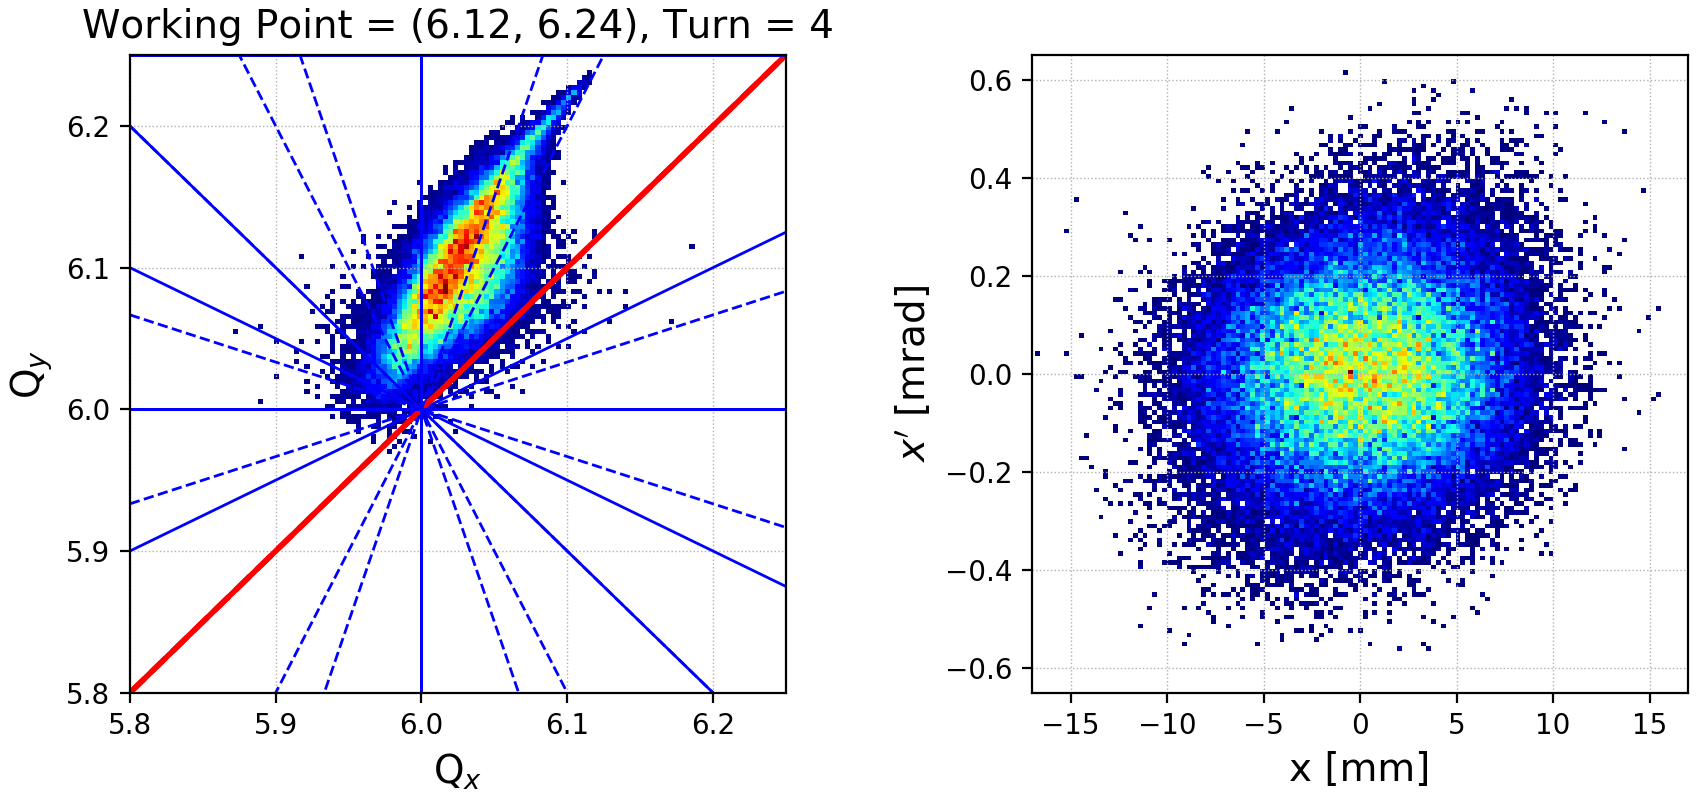 Working Point = (6.12, 6.24), Turn = 4
6.2
6.1
6.0
5.9
5.8
Q_y
5.8 5.9 6.0 6.1 6.2
Q_x
0.6
0.4
0.2
0.0
−0.2
−0.4
−0.6
x′ [mrad]
−15 −10 −5 0 5 10 15
x [mm]